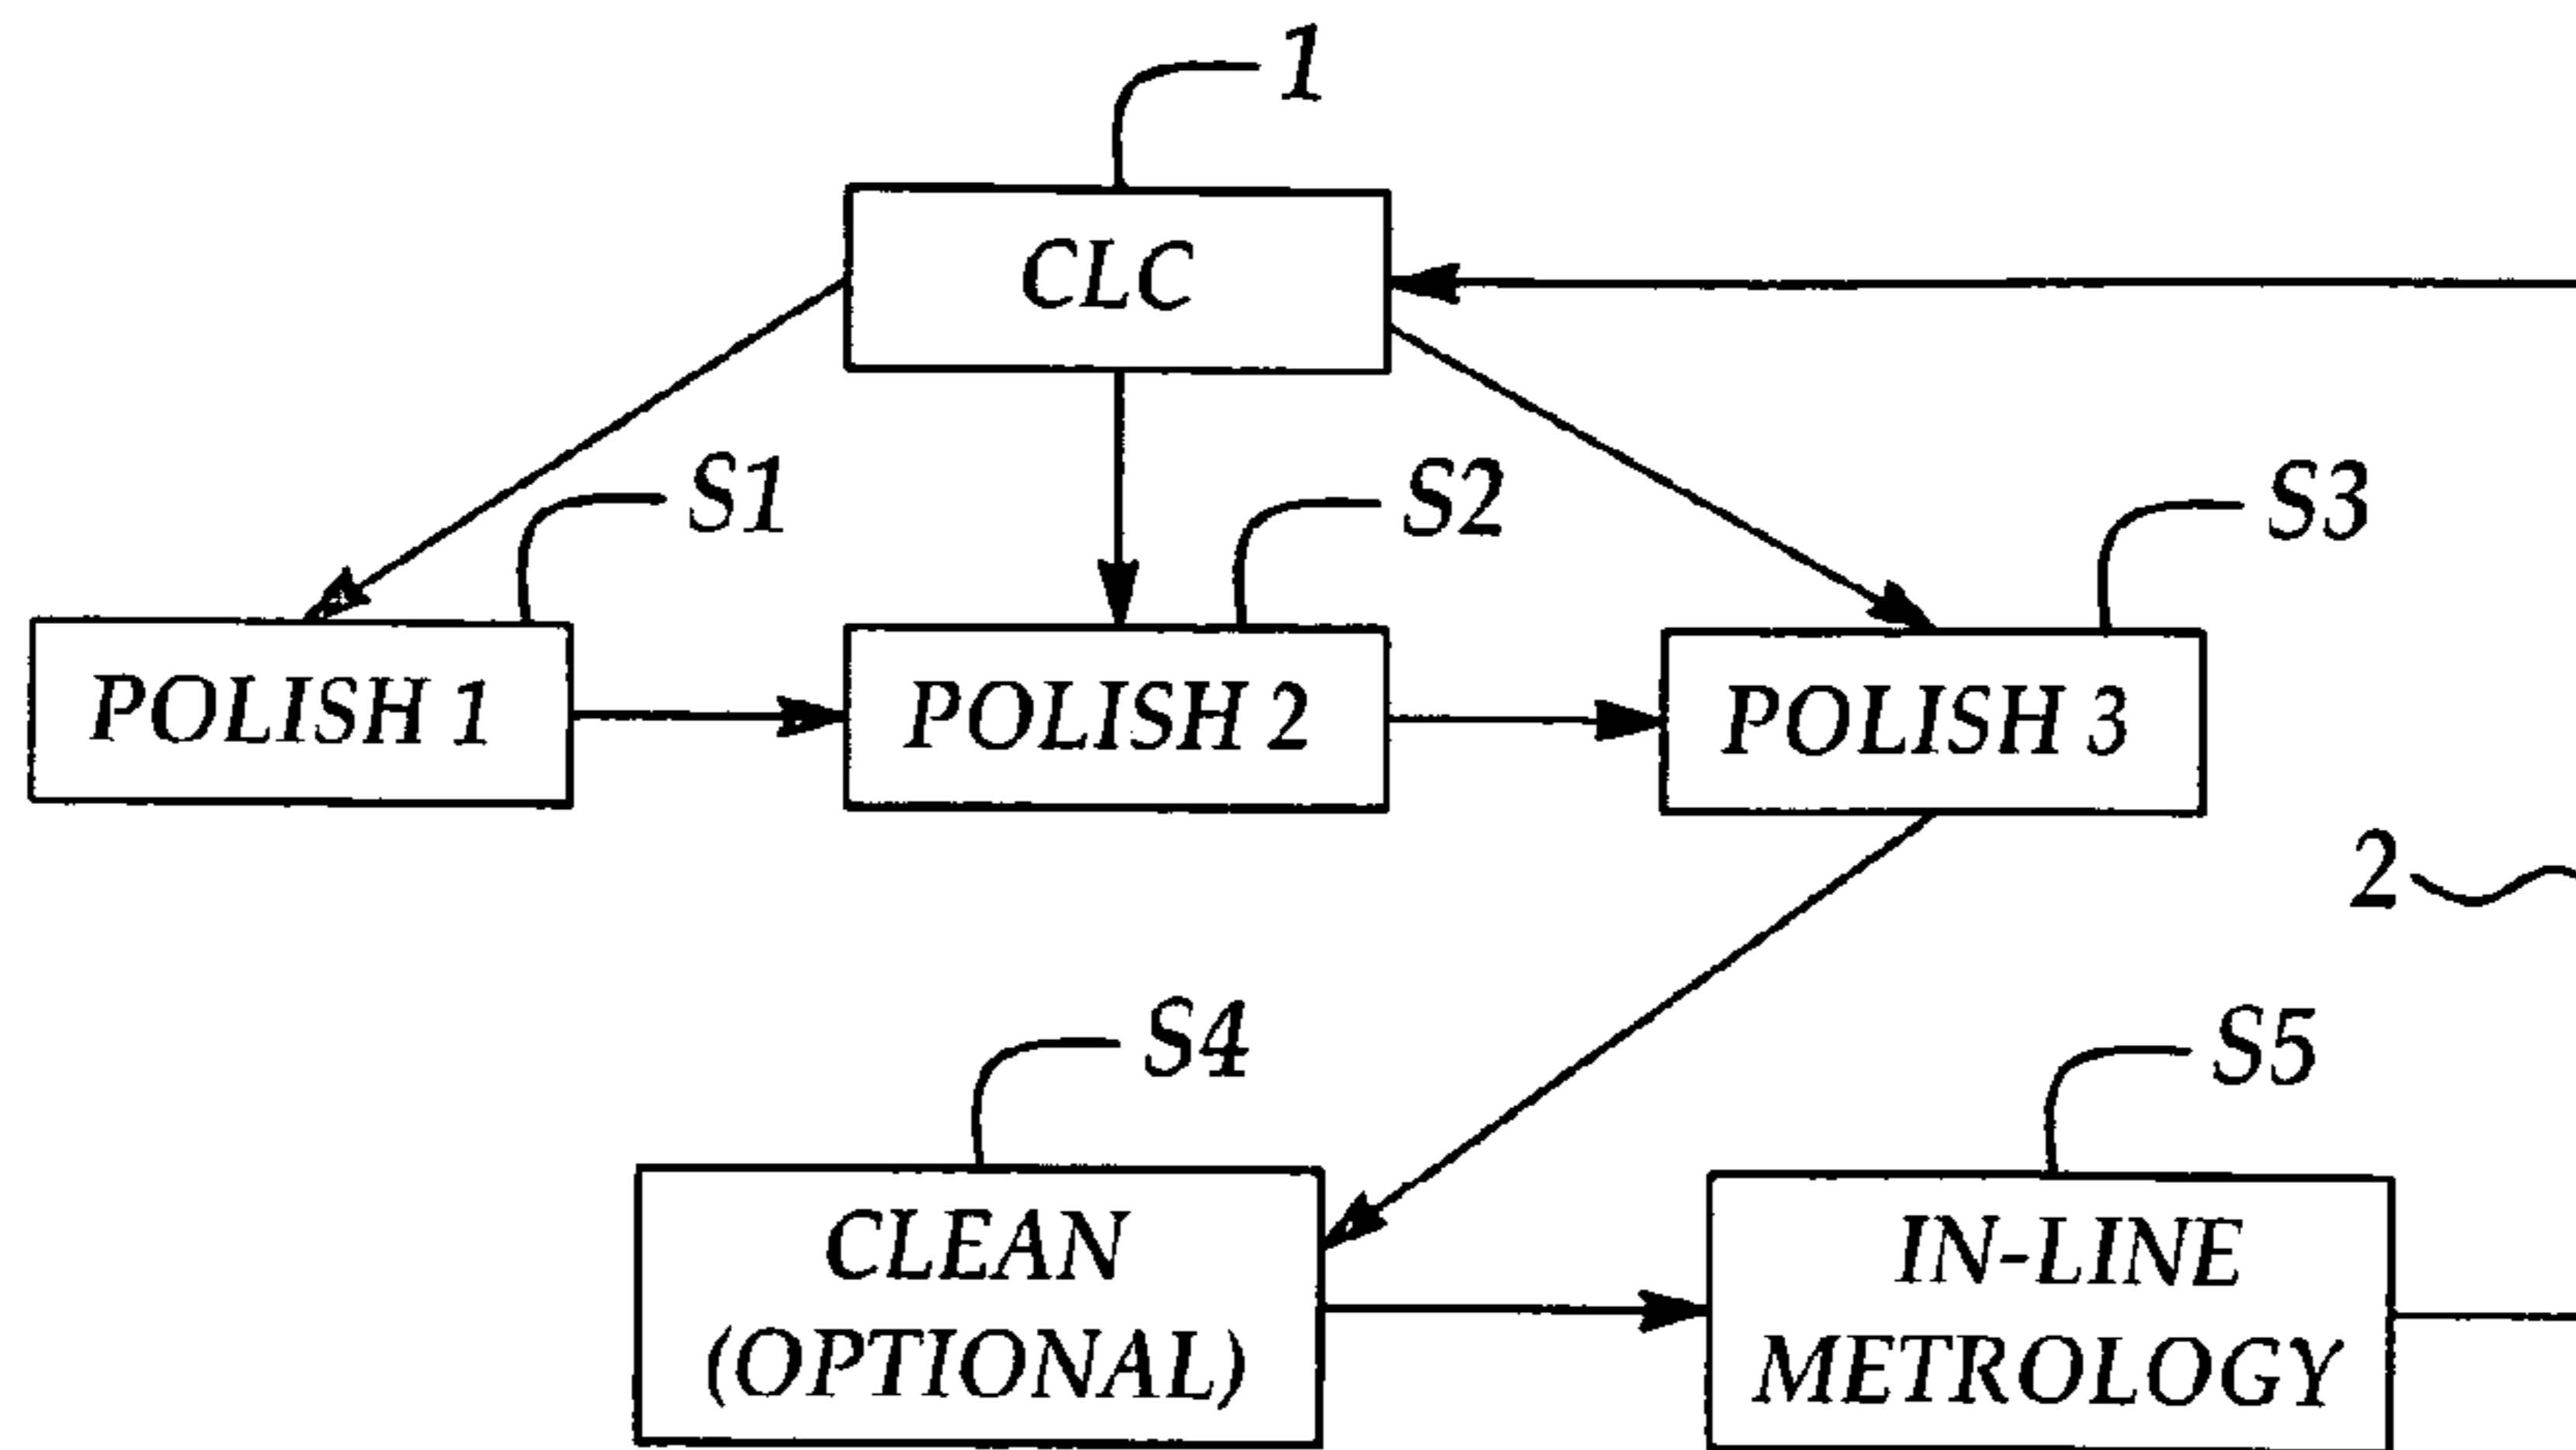 1
CLC
S1
S2
S3
POLISH 1
POLISH 2
POLISH 3
2
S4
S5
CLEAN
(OPTIONAL)
IN-LINE
METROLOGY